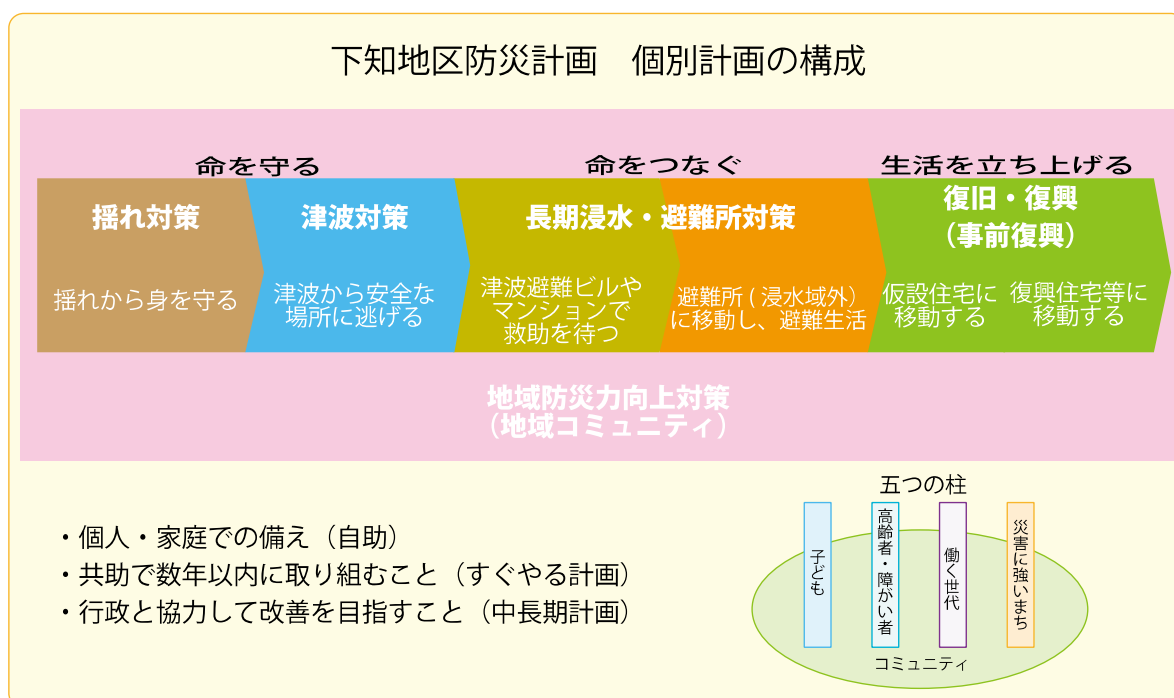 下知地区防災計画　個別計画の構成
命を守る
命をつなぐ
生活を立ち上げる
揺れ対策
津波対策
長期浸水・避難所対策
復旧・復興
（事前復興）
揺れから身を守る
津波から安全な
場所に逃げる
津波避難ビルや
マンションで
救助を待つ
避難所 ( 浸水域外）
に移動し、避難生活
仮設住宅に
移動する
復興住宅等に
移動する
地域防災力向上対策
（地域コミュニティ）
・個人・家庭での備え（自助）
・共助で数年以内に取り組むこと（すぐやる計画）
・行政と協力して改善を目指すこと（中長期計画）
五つの柱
子ども
高齢者・障がい者
働く世代
災害に強いまち
コミュニティ